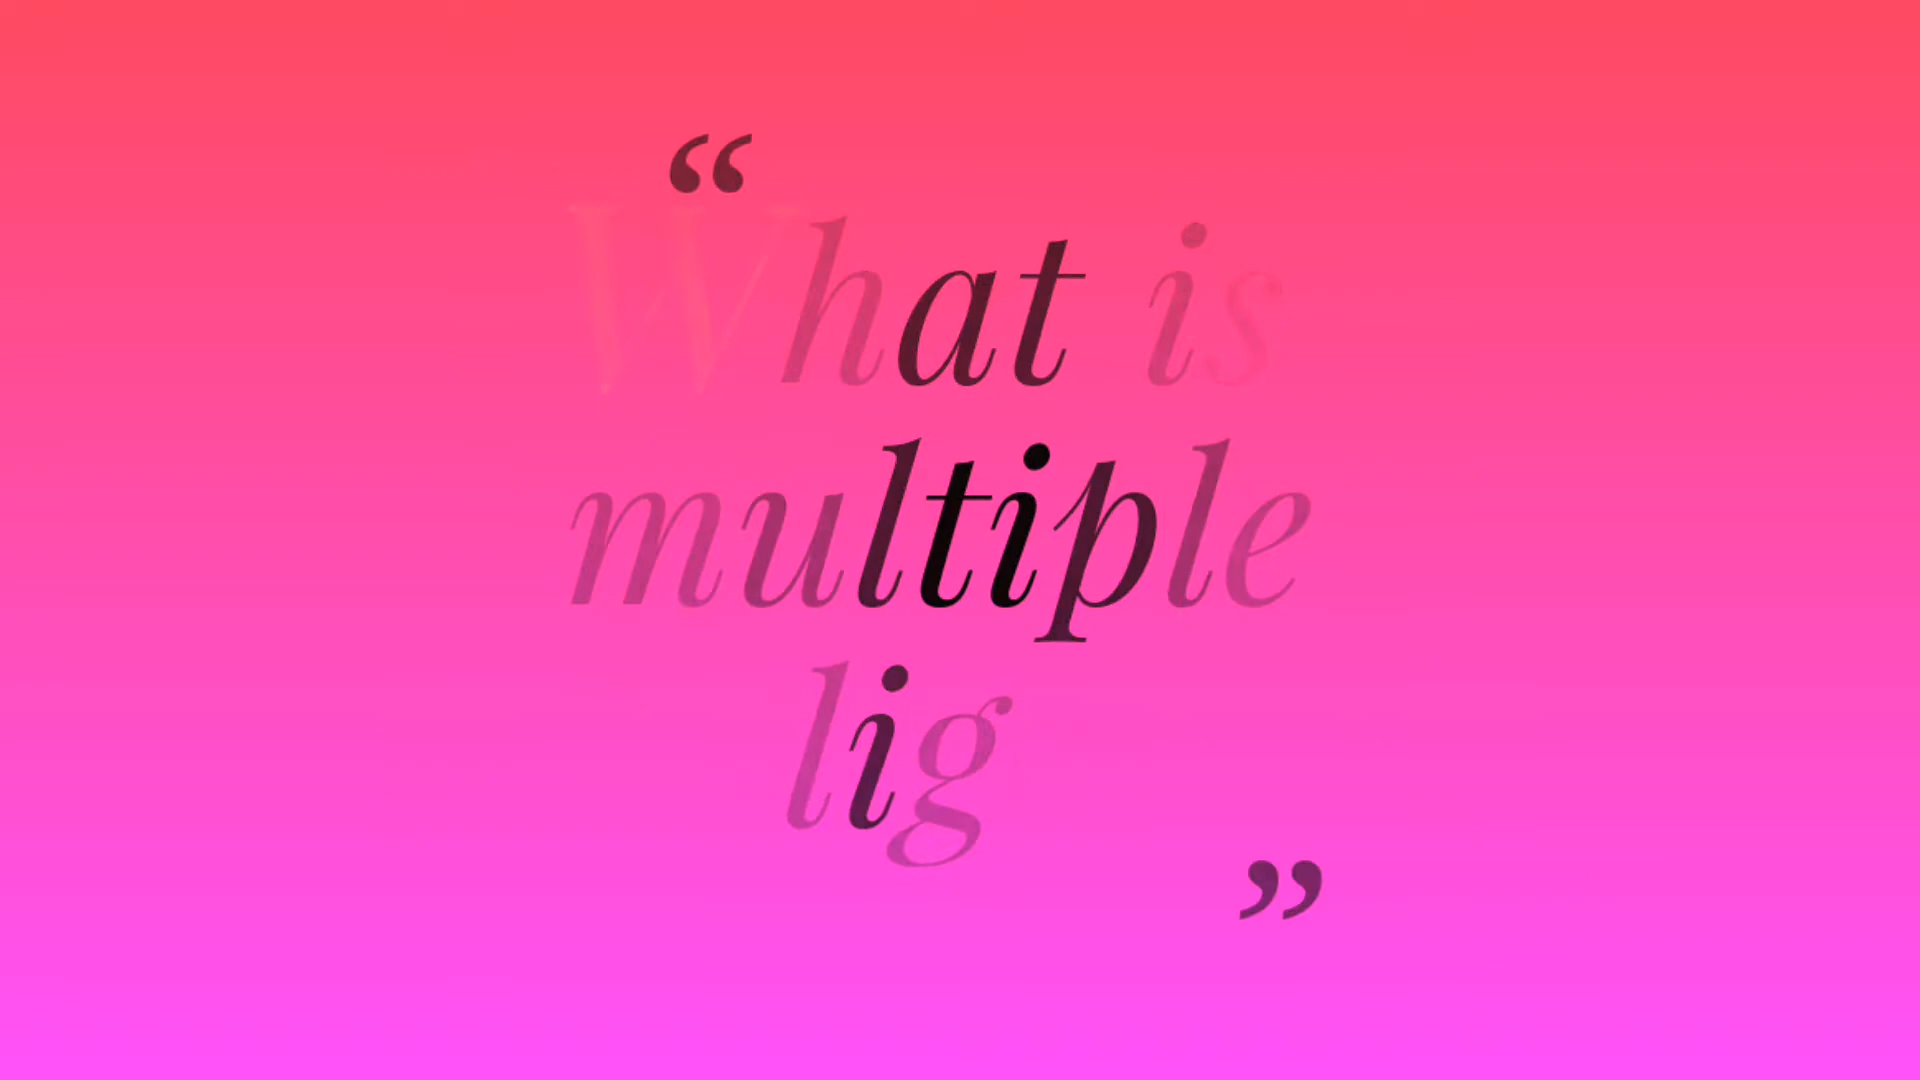 “
What is
multiple
lig
”